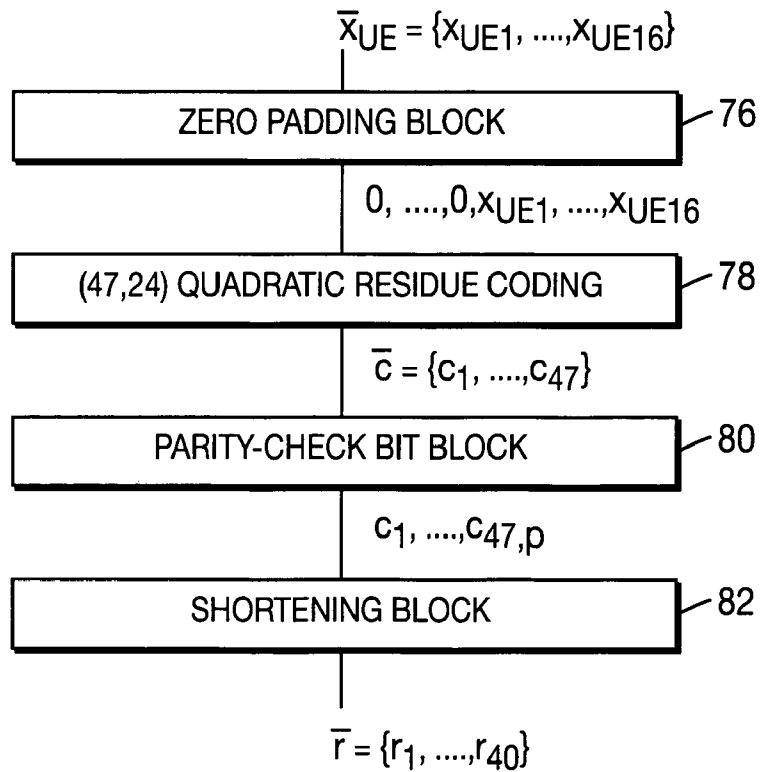 x̄UE = {xUE1, ....,xUE16}
ZERO PADDING BLOCK
76
0, ....,0,xUE1, ....,xUE16
(47,24) QUADRATIC RESIDUE CODING
78
c̄ = {c1, ....,c47}
PARITY-CHECK BIT BLOCK
80
c1, ....,c47,p
SHORTENING BLOCK
82
r̄ = {r1, ....,r40}